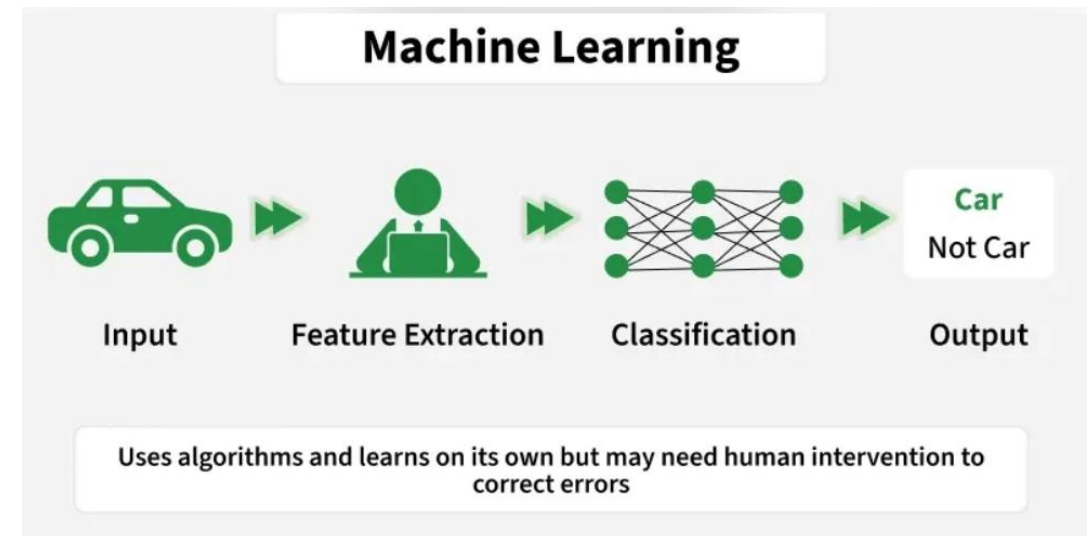 Machine Learning
Car
Not Car
Input
Feature Extraction
Classification
Output
Uses algorithms and learns on its own but may need human intervention to
correct errors